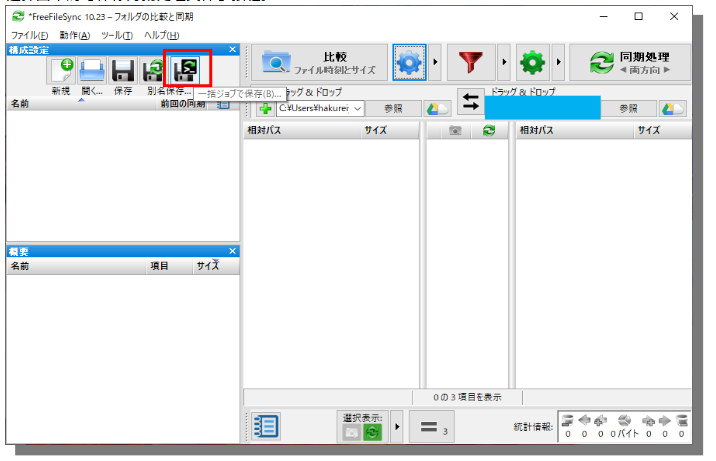 *FreeFileSync 10.23 – フォルダの比較と同期
ファイル(F) 動作(A) ツール(T) ヘルプ(H)
構成設定
新規 開く... 保存 別名保存...
一括ジョブで保存(B)...
名前 前回の同期
比較
ファイル時刻とサイズ
同期処理
◀ 両方向 ▶
ドラッグ & ドロップ
ドラッグ & ドロップ
C:¥Users¥hakurei
参照
参照
相対パス サイズ
相対パス サイズ
概要
名前 項目 サイズ
0 の 3 項目を表示
選択表示:
3
統計情報:
0 0 0 0バイト 0 0 0